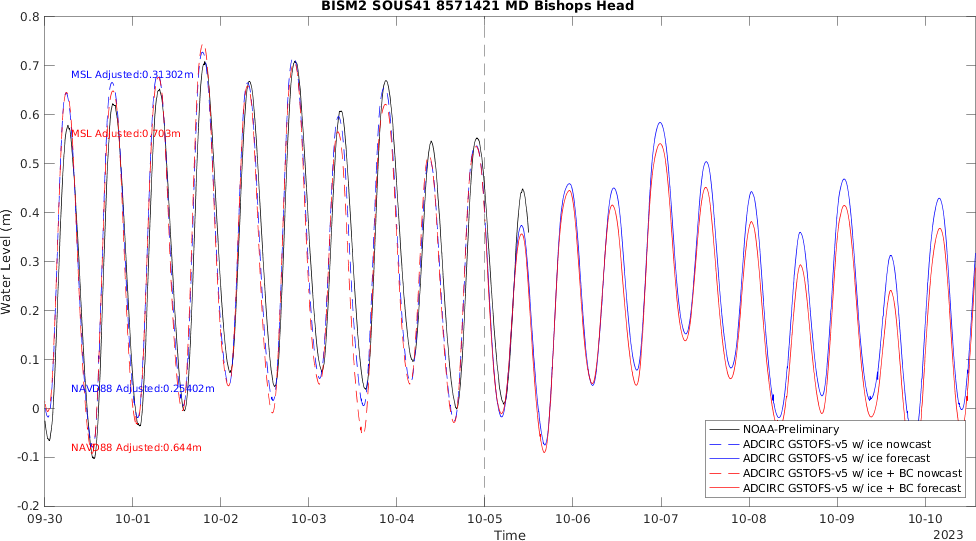 BISM2 SOUS41 8571421 MD Bishops Head
0.8
0.7
0.6
0.5
0.4
0.3
0.2
0.1
0
-0.1
-0.2
Water Level (m)
MSL Adjusted:0.31302m
MSL Adjusted:0.703m
NAVD88 Adjusted:0.25402m
NAVD88 Adjusted:0.644m
NOAA-Preliminary
ADCIRC GSTOFS-v5 w/ ice nowcast
ADCIRC GSTOFS-v5 w/ ice forecast
ADCIRC GSTOFS-v5 w/ ice + BC nowcast
ADCIRC GSTOFS-v5 w/ ice + BC forecast
09-30 10-01 10-02 10-03 10-04 10-05 10-06 10-07 10-08 10-09 10-10
Time
2023